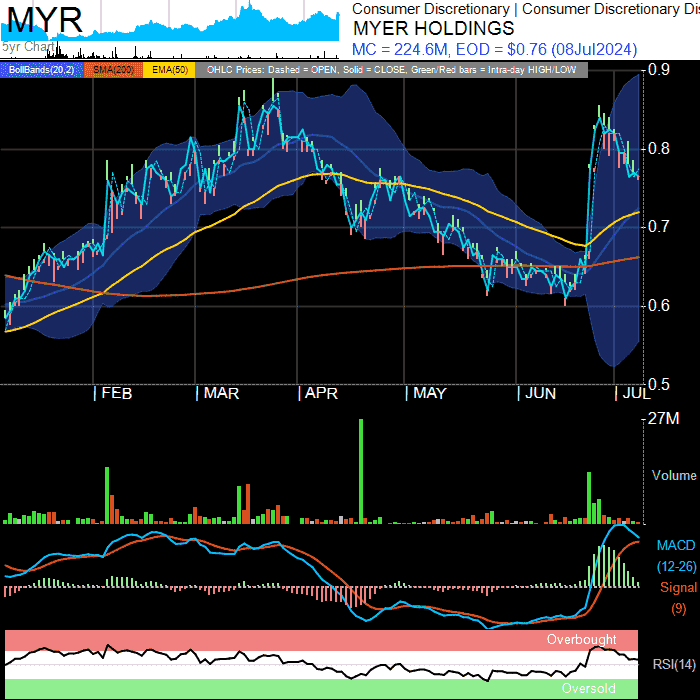 MYR
5yr Chart
Consumer Discretionary | Consumer Discretionary Dis
MYER HOLDINGS
MC = 224.6M, EOD = $0.76 (08Jul2024)
BollBands(20,2) SMA(200) EMA(50) OHLC Prices: Dashed = OPEN, Solid = CLOSE, Green/Red bars = Intra-day HIGH/LOW
0.9
0.8
0.7
0.6
0.5
| FEB | MAR | APR | MAY | JUN | JUL
27M
Volume
MACD
(12-26)
Signal
(9)
Overbought
RSI(14)
Oversold